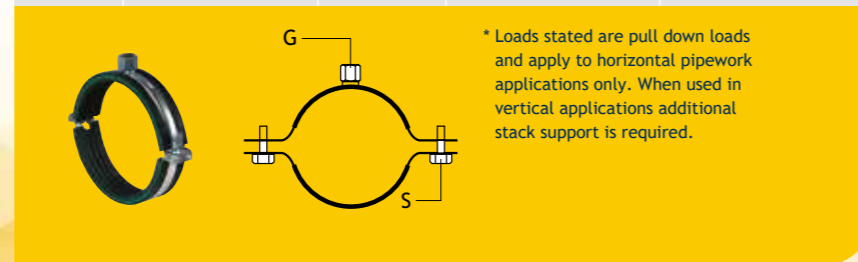 G
S
* Loads stated are pull down loads
and apply to horizontal pipework
applications only. When used in
vertical applications additional
stack support is required.